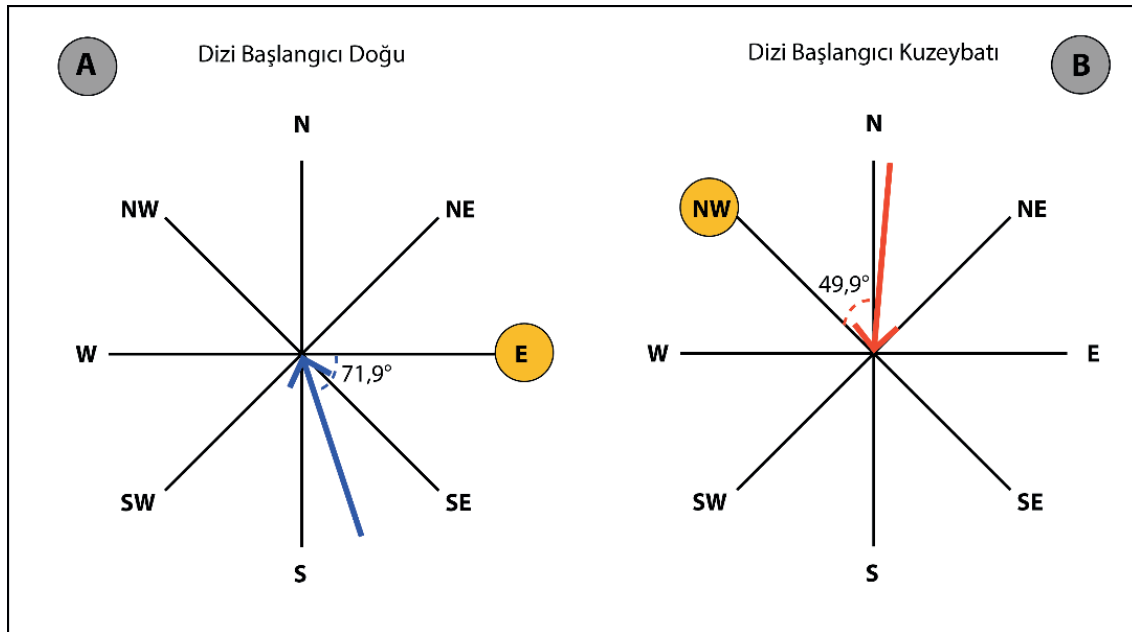 A
Dizi Başlangıcı Doğu
N
NW
NE
W
E
71,9°
SW
SE
S
Dizi Başlangıcı Kuzeybatı
B
N
NW
NE
49,9°
W
E
SW
SE
S